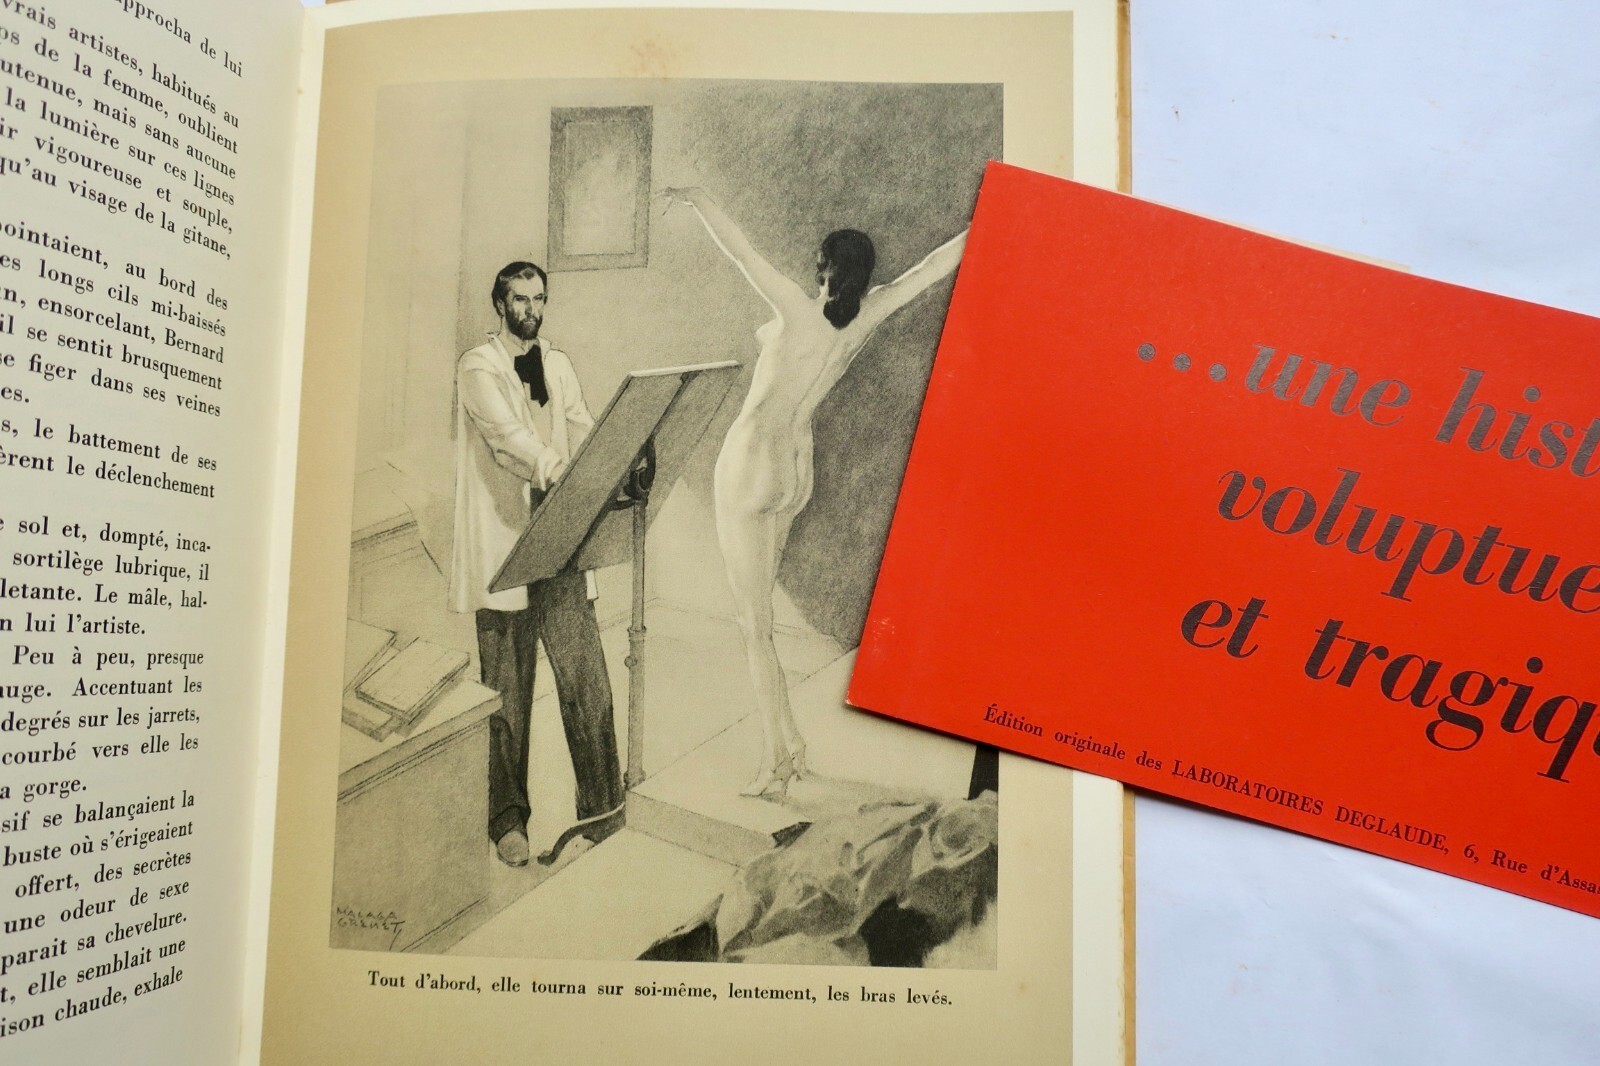 pprocha de lui
vrais artistes, habitués au
ps de la femme, oublient
utenue, mais sans aucune
la lumière sur ces lignes
ir vigoureuse et souple,
qu'au visage de la gitane,
pointaient, au bord des
es longs cils mi-baissés
n, ensorcelant, Bernard
il se sentit brusquement
se figer dans ses veines
es.
s, le battement de ses
èrent le déclenchement
e sol et, dompté, inca-
sortilège lubrique, il
letante. Le mâle, hal-
n lui l'artiste.
Peu à peu, presque
auge. Accentuant les
degrés sur les jarrets,
courbé vers elle les
a gorge.
sif se balançaient la
buste où s'érigeaient
offert, des secrètes
une odeur de sexe
parait sa chevelure.
t, elle semblait une
ison chaude, exhale
MALAGA
GRENET
Tout d'abord, elle tourna sur soi-même, lentement, les bras levés.
...une hist
voluptue
et tragiq
Édition originale des LABORATOIRES DEGLAUDE, 6, Rue d'Assa